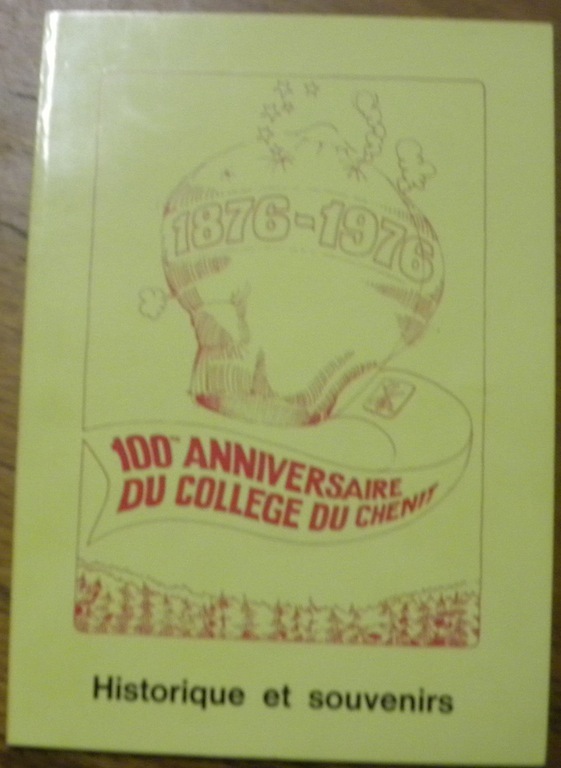 1876-1976
100me ANNIVERSAIRE
DU COLLEGE DU CHENIT
Historique et souvenirs